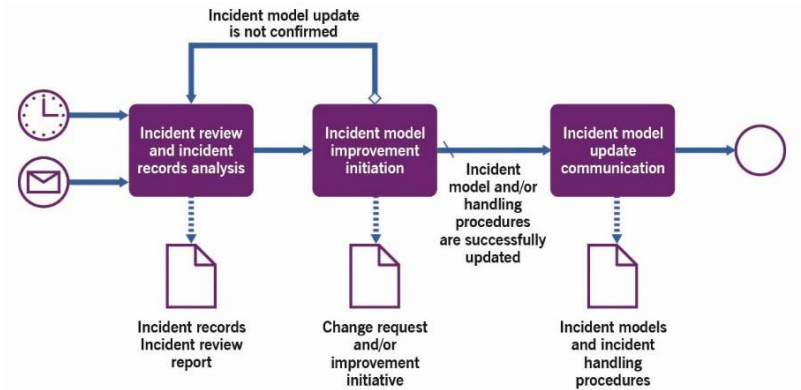 Incident model update
is not confirmed
Incident review
and incident
records analysis
Incident model
improvement
initiation
Incident
model and/or
handling
procedures
are successfully
updated
Incident model
update
communication
Incident records
Incident review
report
Change request
and/or
improvement
initiative
Incident models
and incident
handling
procedures